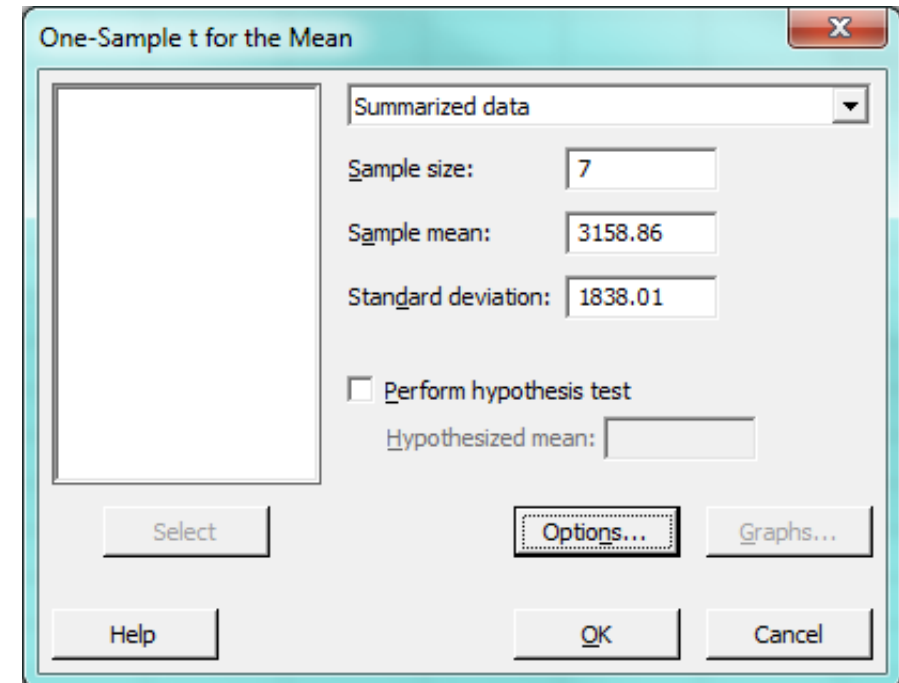 One-Sample t for the Mean
Summarized data
Sample size: 7
Sample mean: 3158.86
Standard deviation: 1838.01
Perform hypothesis test
Hypothesized mean:
Select Options... Graphs...
Help OK Cancel